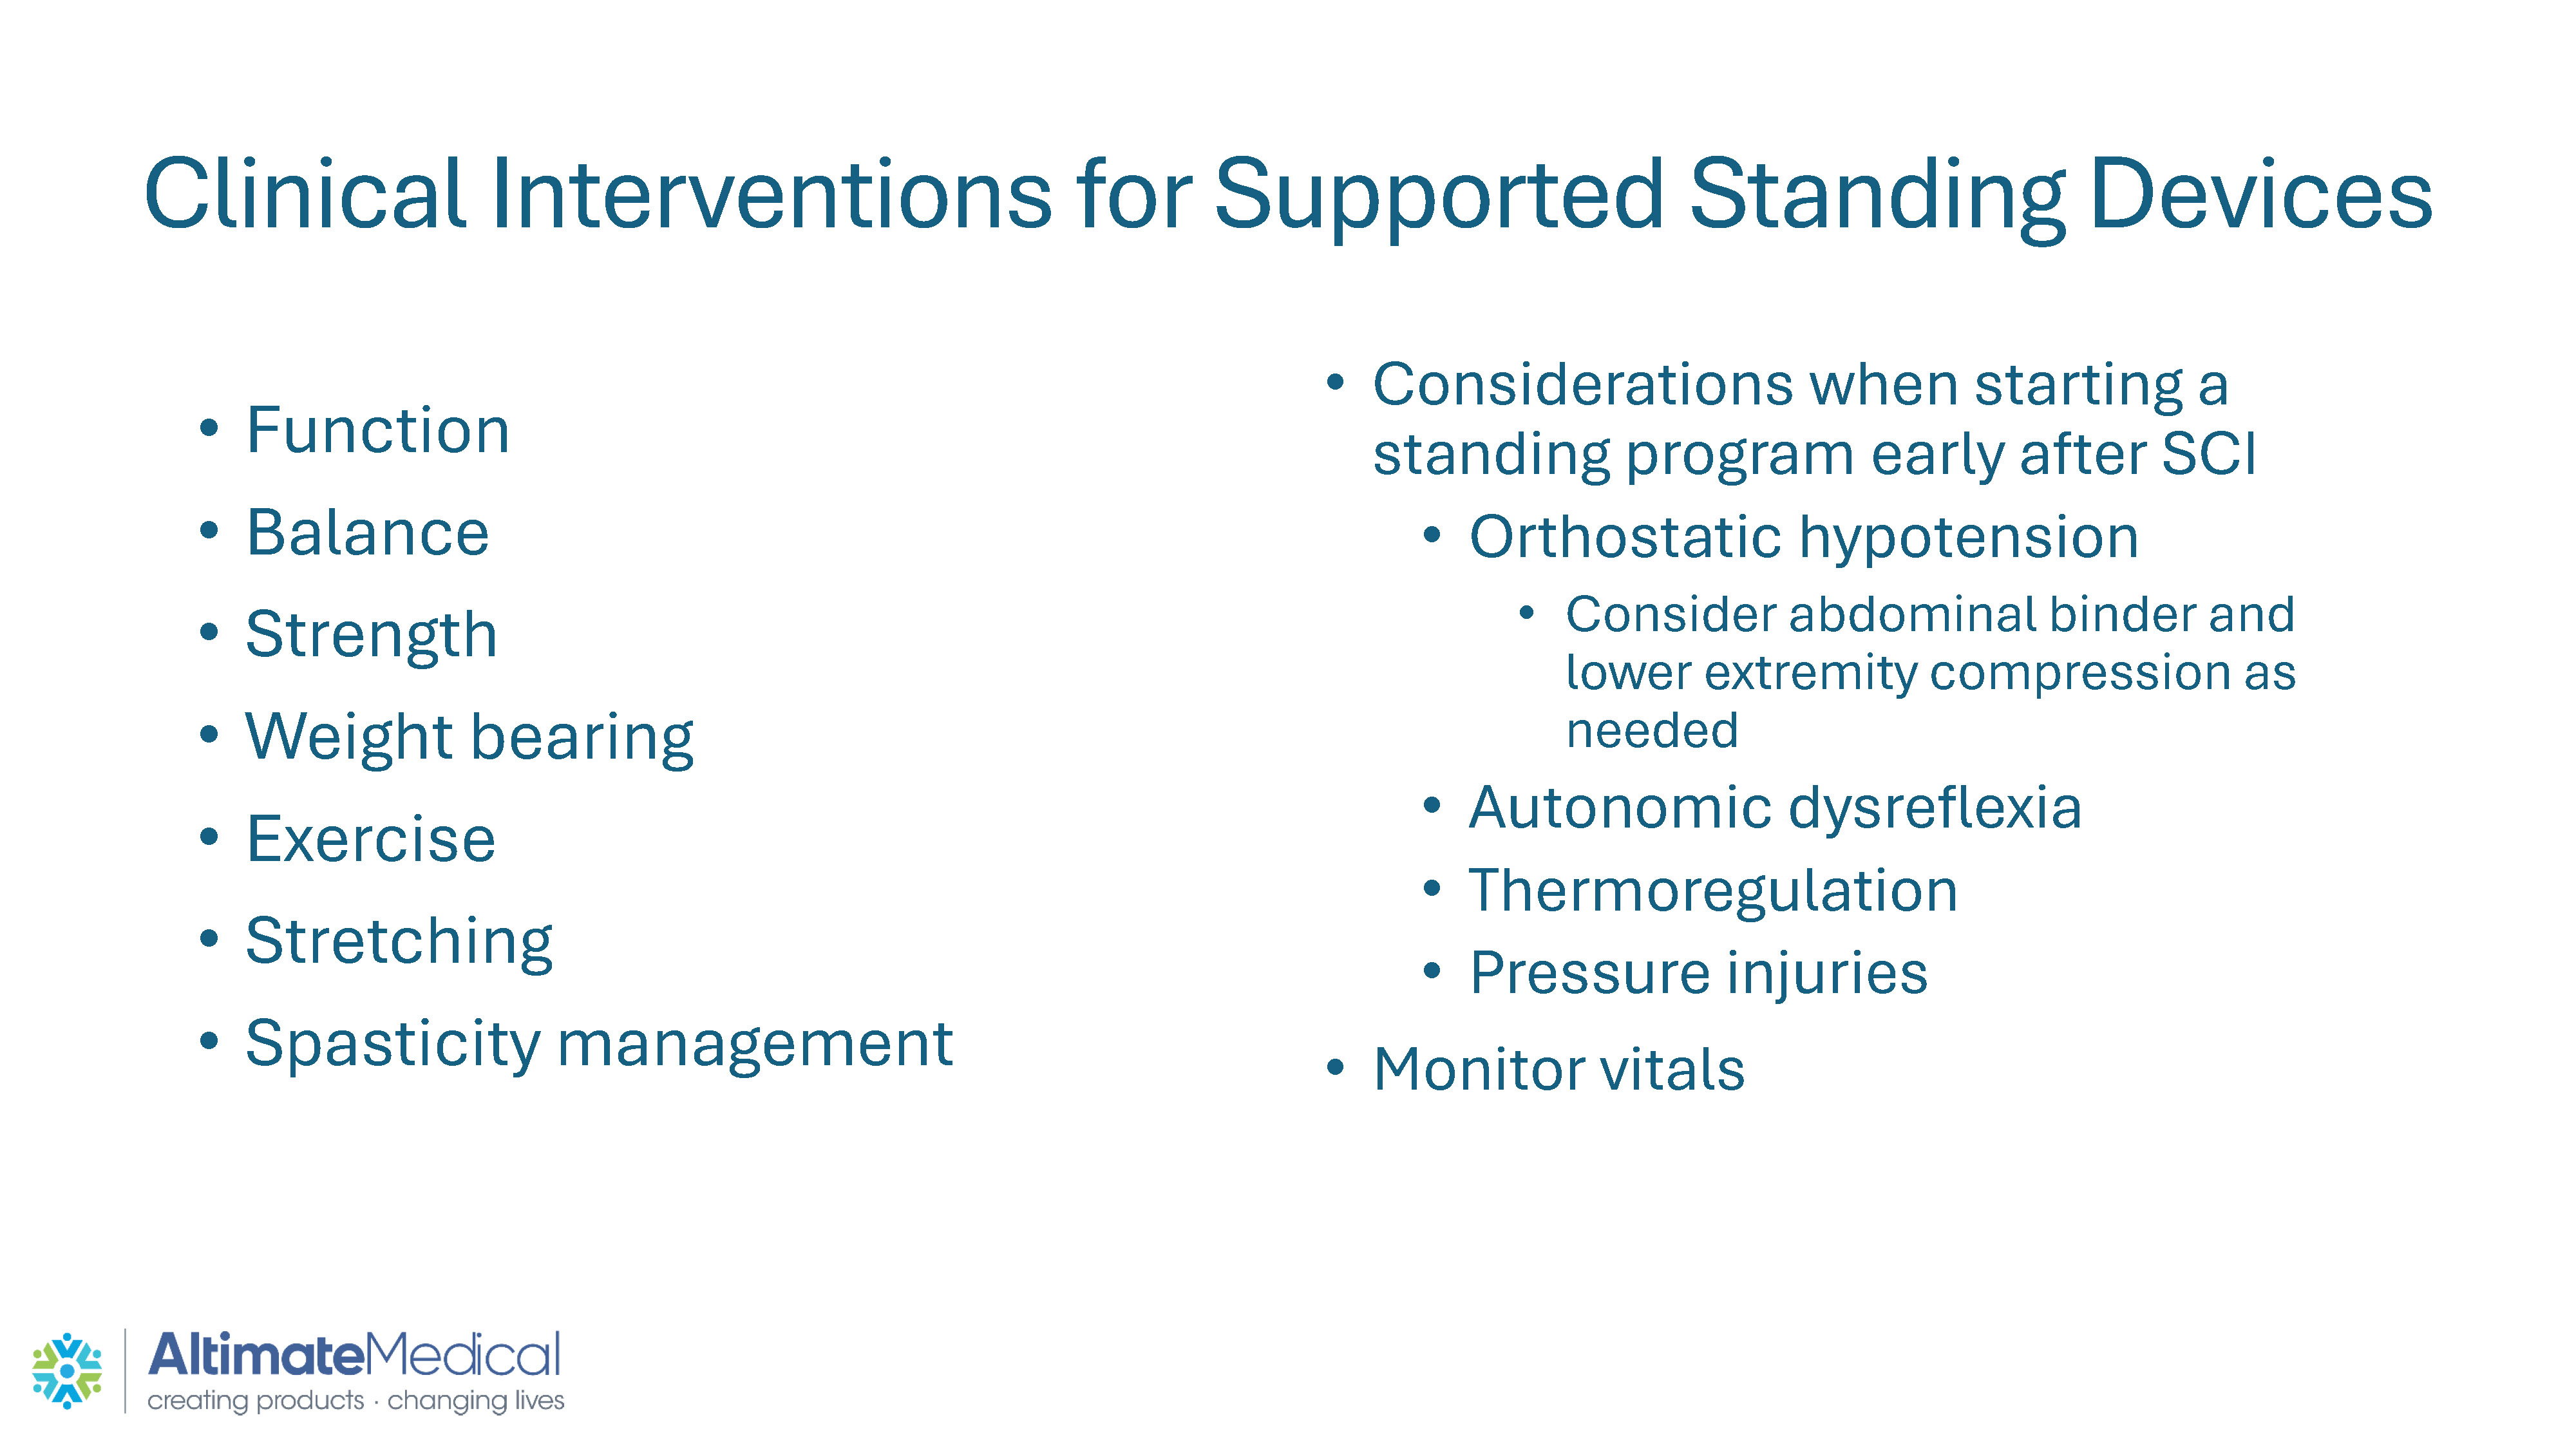 Clinical Interventions for Supported Standing Devices
• Function
• Balance
• Strength
• Weight bearing
• Exercise
• Stretching
• Spasticity management
• Considerations when starting a
standing program early after SCI
• Orthostatic hypotension
• Consider abdominal binder and
lower extremity compression as
needed
• Autonomic dysreflexia
• Thermoregulation
• Pressure injuries
• Monitor vitals
AltimateMedical
creating products · changing lives